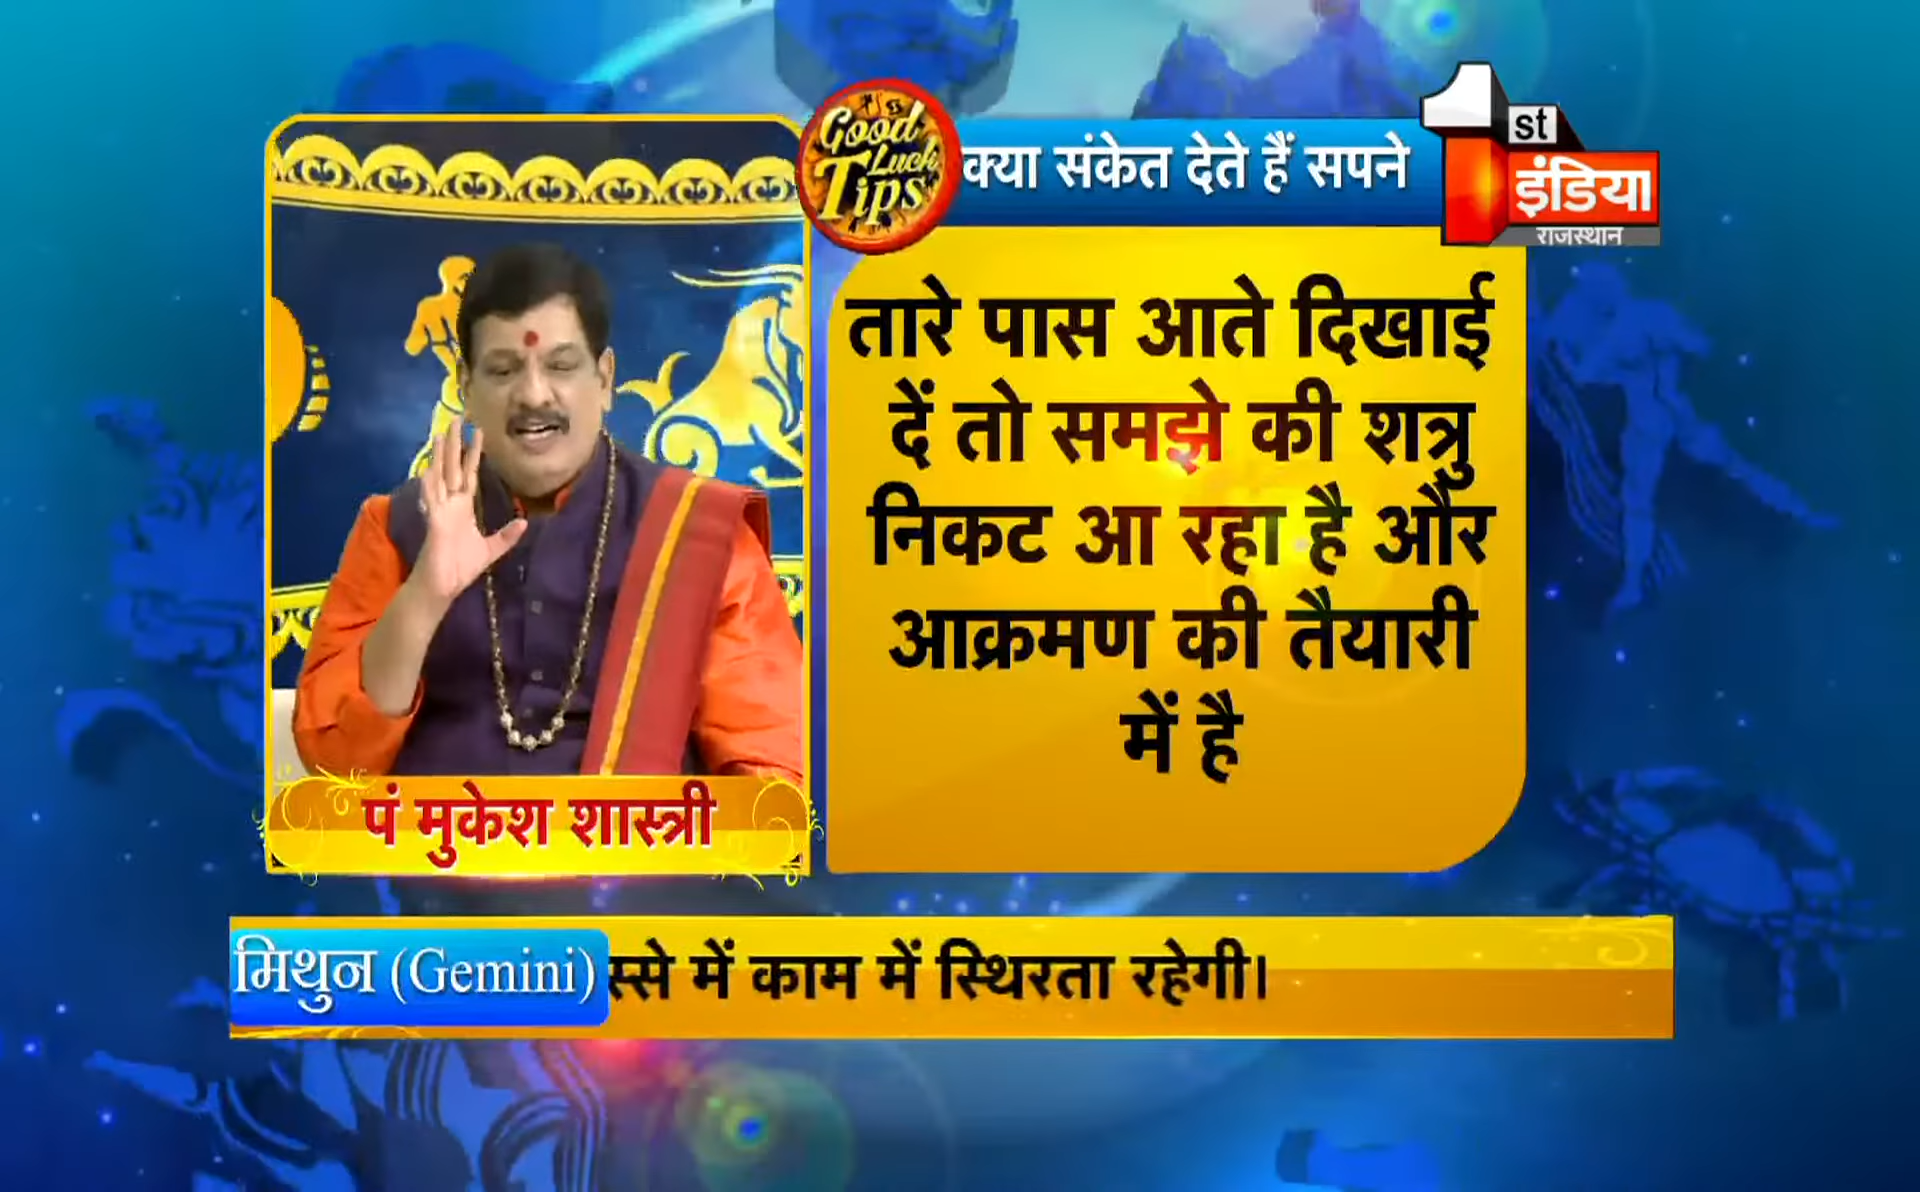 Good
Luck
Tips
क्या संकेत देते हैं सपने
1st
इंडिया
राजस्थान
तारे पास आते दिखाई
दें तो समझे की शत्रु
निकट आ रहा है और
आक्रमण की तैयारी
में है
पं मुकेश शास्त्री
मिथुन (Gemini) स्से में काम में स्थिरता रहेगी।